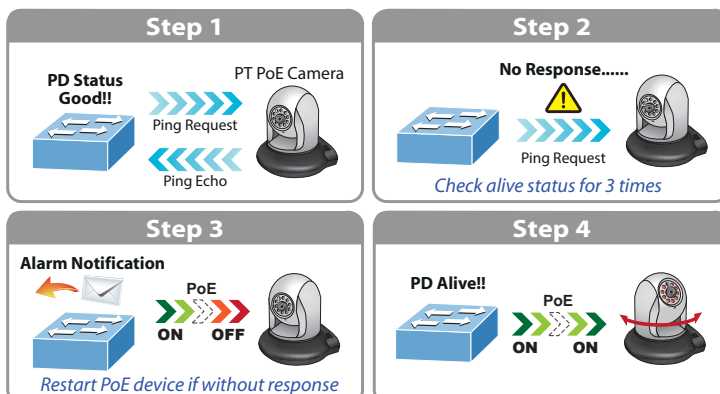 Step 1
PD Status
Good!!
PT PoE Camera
Ping Request
Ping Echo
Step 2
No Response......
Ping Request
Check alive status for 3 times
Step 3
Alarm Notification
PoE
ON OFF
Restart PoE device if without response
Step 4
PD Alive!!
PoE
ON ON